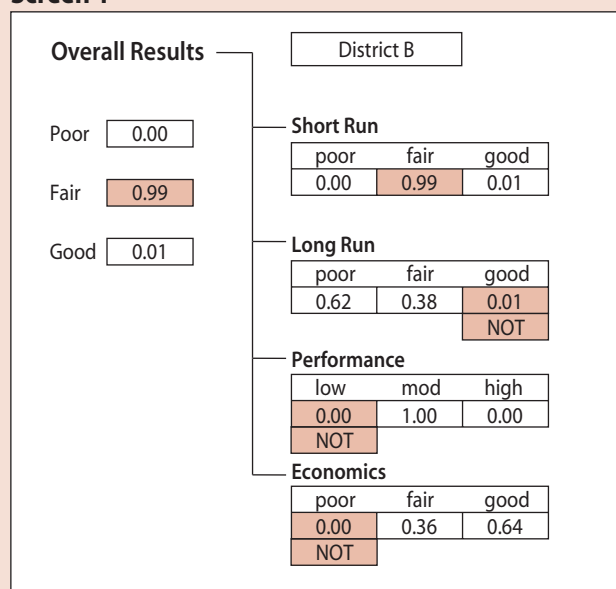 Overall Results
District B
Poor 0.00
Fair 0.99
Good 0.01
Short Run
poor fair good
0.00 0.99 0.01
Long Run
poor fair good
0.62 0.38 0.01
NOT
Performance
low mod high
0.00 1.00 0.00
NOT
Economics
poor fair good
0.00 0.36 0.64
NOT